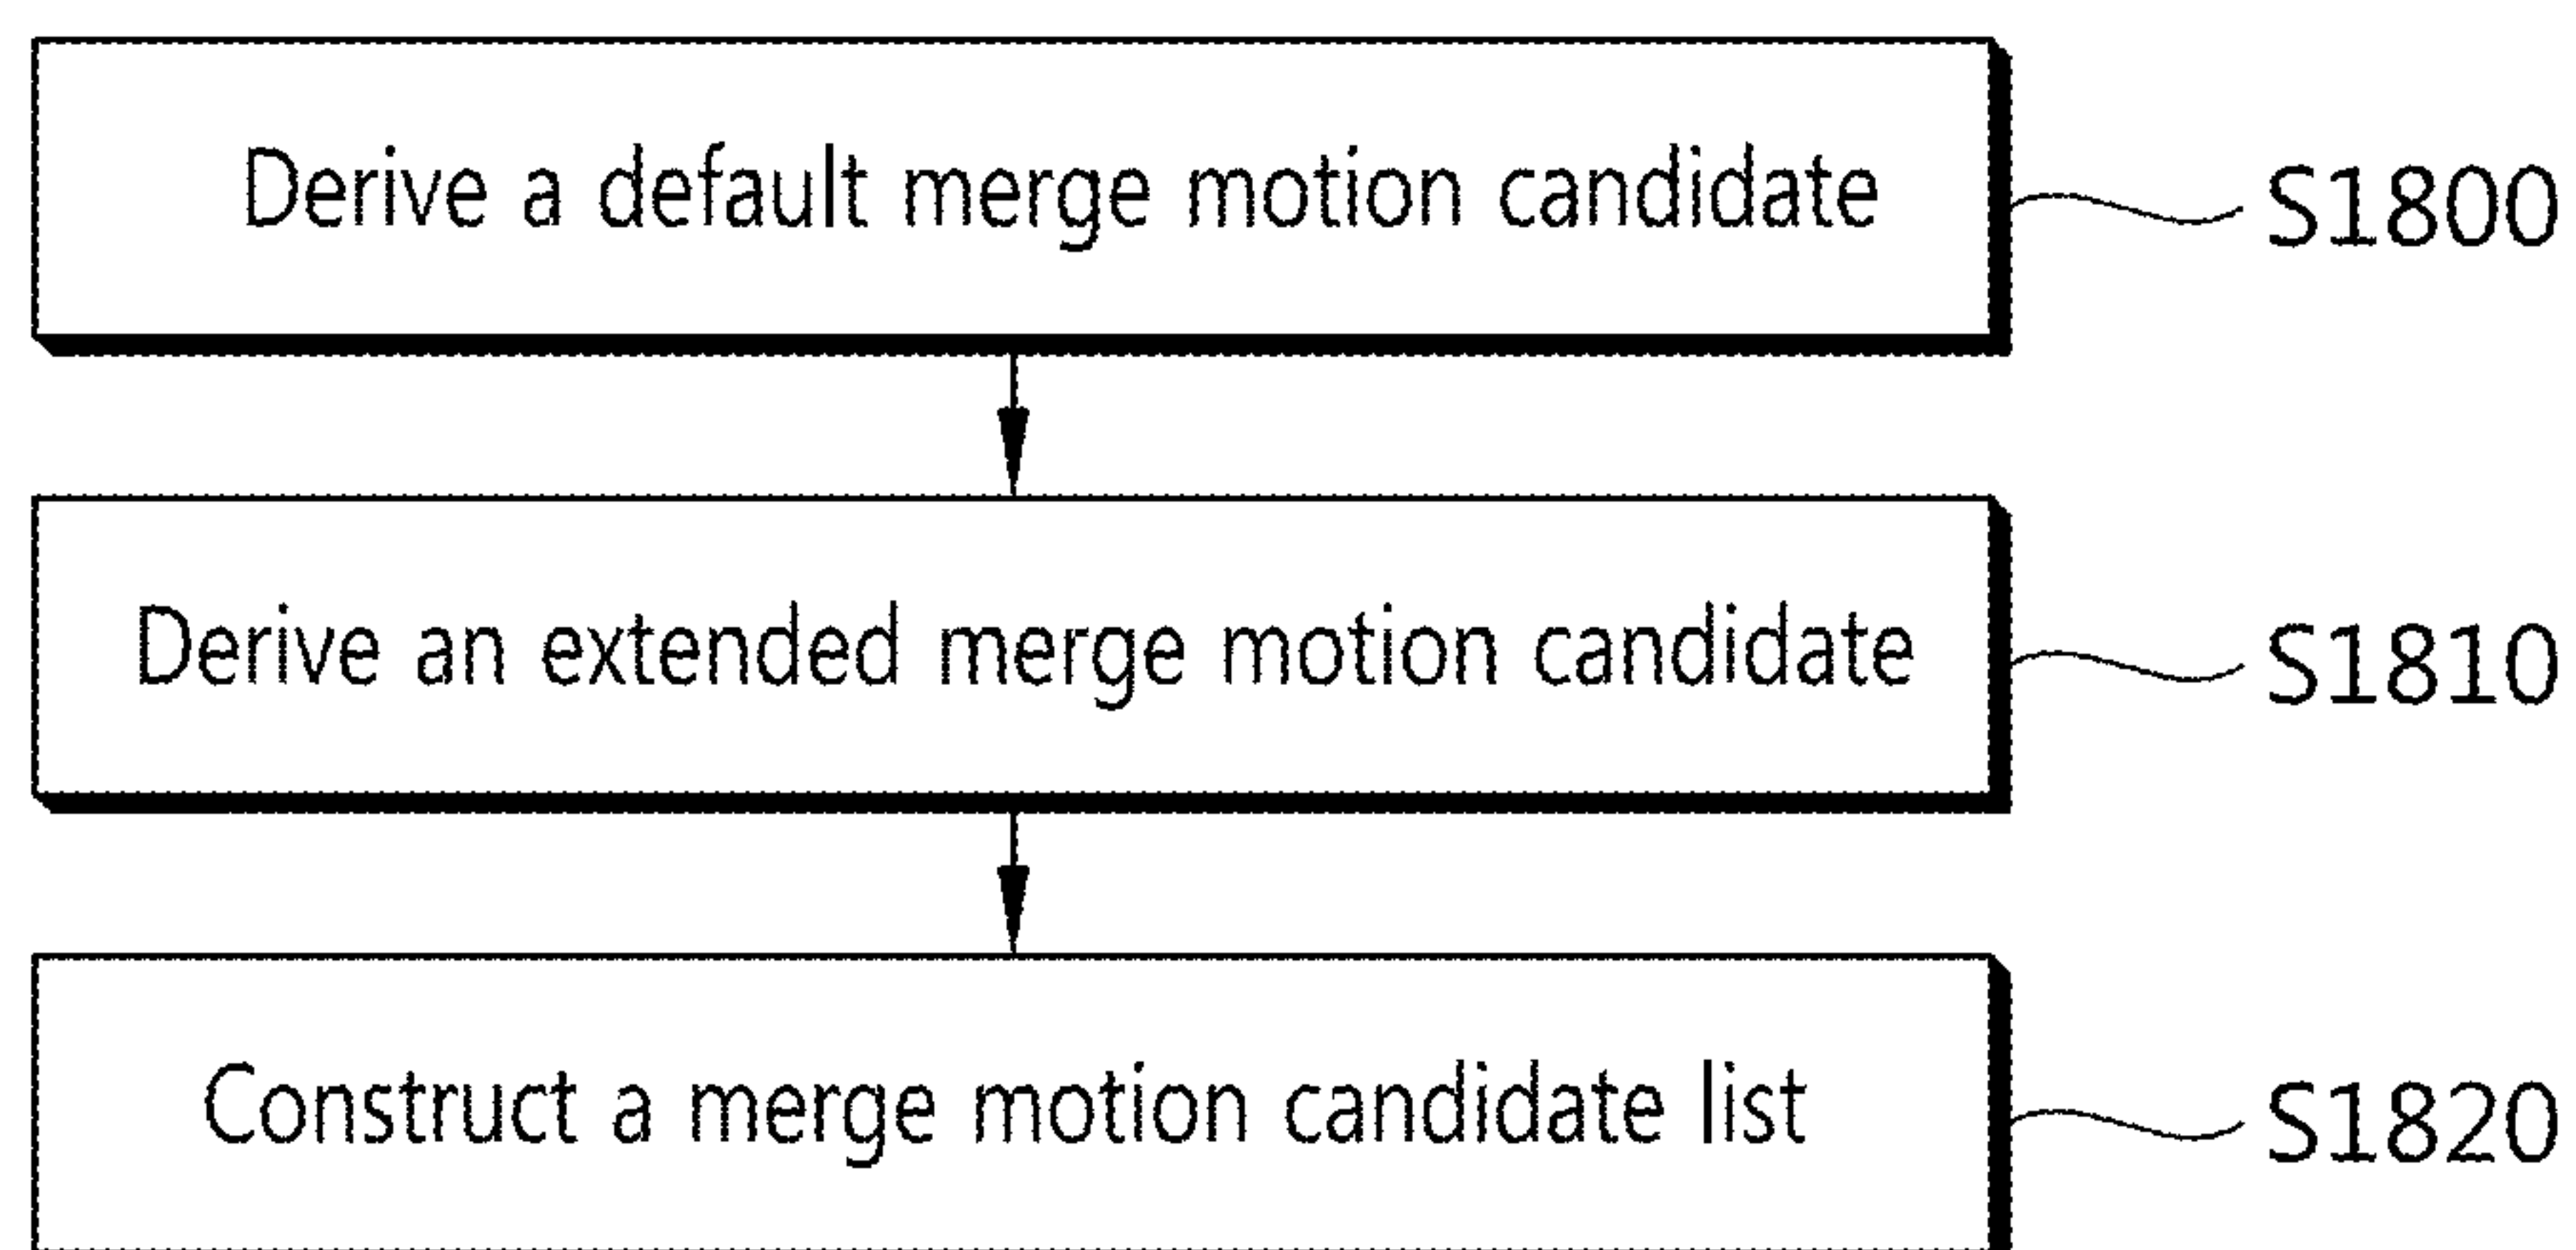 Derive a default merge motion candidate
S1800
Derive an extended merge motion candidate
S1810
Construct a merge motion candidate list
S1820